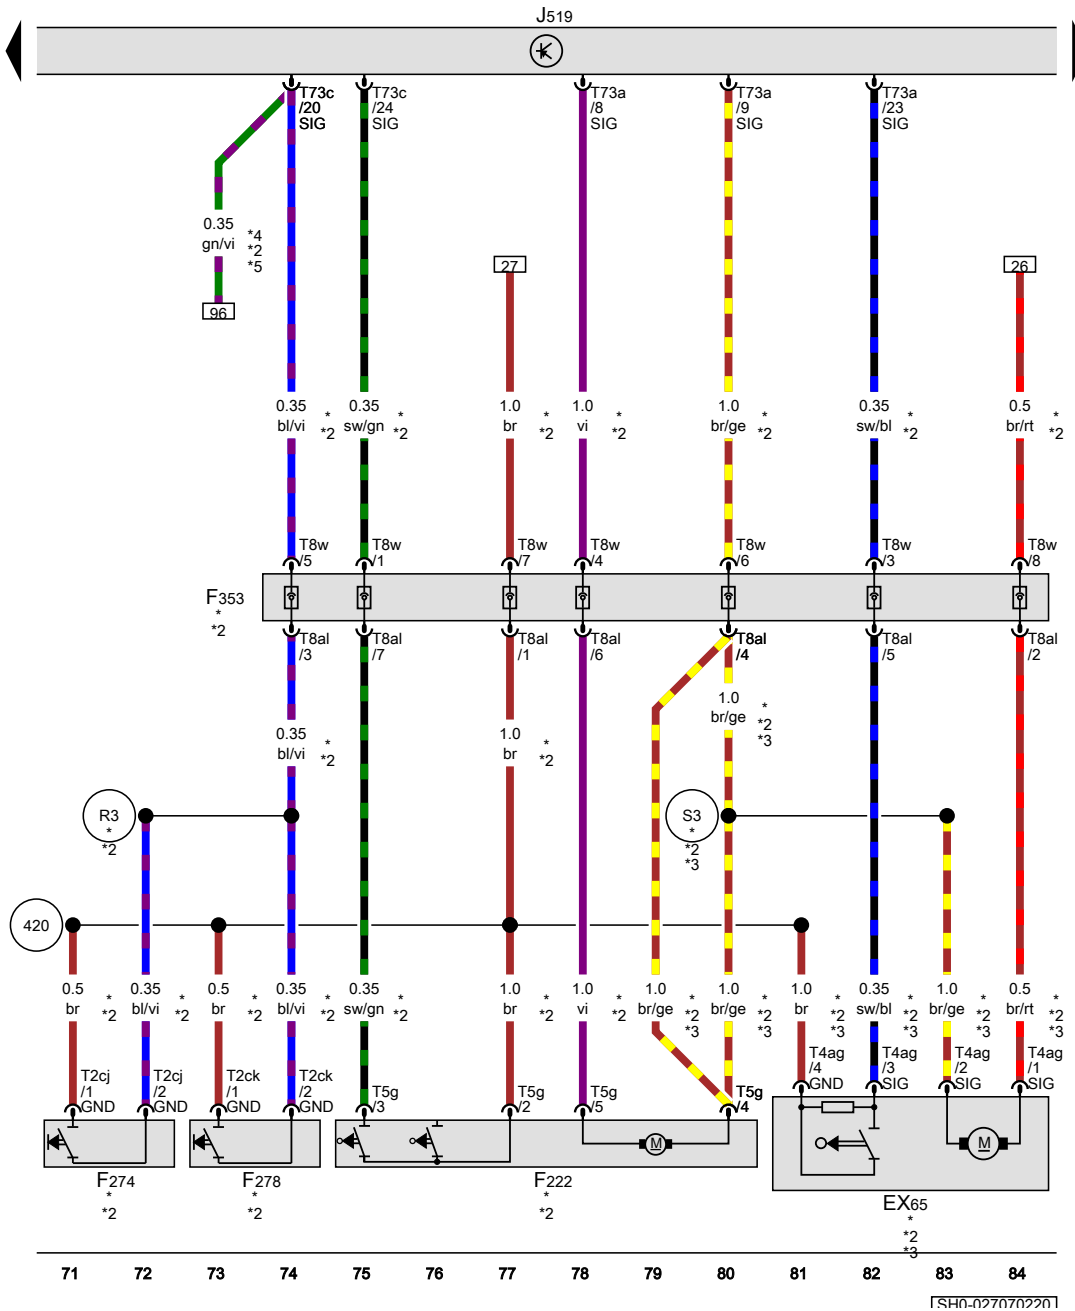 J519
T73c
/20
SIG
T73c
/24
SIG
T73a
/8
SIG
T73a
/9
SIG
T73a
/23
SIG
0.35
gn/vi
*4
*2
*5
96
27
26
0.35
bl/vi
*
*2
0.35
sw/gn
*
*2
1.0
br
*
*2
1.0
vi
*
*2
1.0
br/ge
*
*2
0.35
sw/bl
*
*2
0.5
br/rt
*
*2
T8w
/5
T8w
/1
T8w
/7
T8w
/4
T8w
/6
T8w
/3
T8w
/8
F353
*
*2
T8al
/3
T8al
/7
T8al
/1
T8al
/6
T8al
/4
T8al
/5
T8al
/2
1.0
br/ge
*
*2
*3
0.35
bl/vi
*
*2
1.0
br
*
*2
R3
*
*2
S3
*
*2
*3
420
0.5
br
*
*2
0.35
bl/vi
*
*2
0.5
br
*
*2
0.35
bl/vi
*
*2
0.35
sw/gn
*
*2
1.0
br
*
*2
1.0
vi
*
*2
1.0
br/ge
*
*2
*3
1.0
br/ge
*
*2
*3
1.0
br
*
*2
*3
0.35
sw/bl
*
*2
*3
1.0
br/ge
*
*2
*3
0.5
br/rt
*
*2
*3
T2cj
/1
GND
T2cj
/2
GND
T2ck
/1
GND
T2ck
/2
GND
T5g
/3
T5g
/2
T5g
/5
T5g
/4
T4ag
/4
GND
T4ag
/3
SIG
T4ag
/2
SIG
T4ag
/1
SIG
M
M
F274
*
*2
F278
*
*2
F222
*
*2
EX65
*
*2
*3
71 72 73 74 75 76 77 78 79 80 81 82 83 84
SH0-027070220